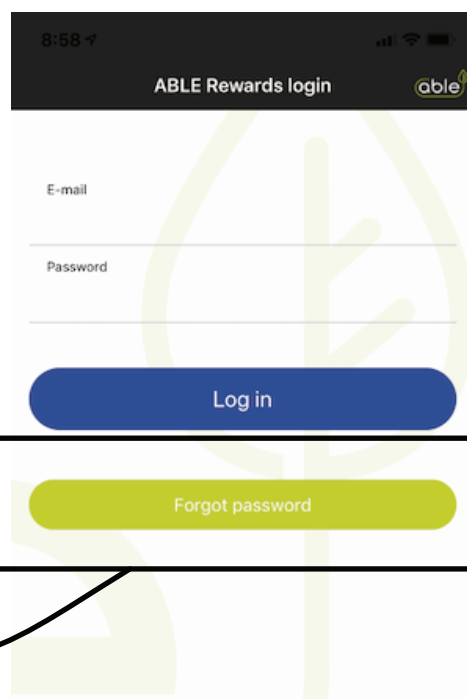 8:58
ABLE Rewards login
able
E-mail
Password
Log in
Forgot password